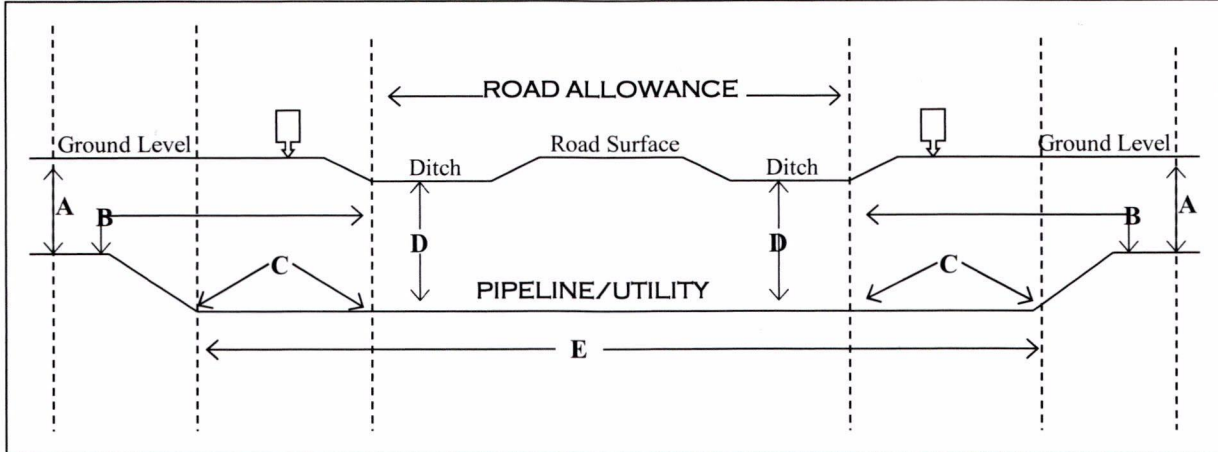 ROAD ALLOWANCE
Ground Level Road Surface Ground Level
Ditch Ditch
A B B A
D D
C C
PIPELINE/UTILITY
E